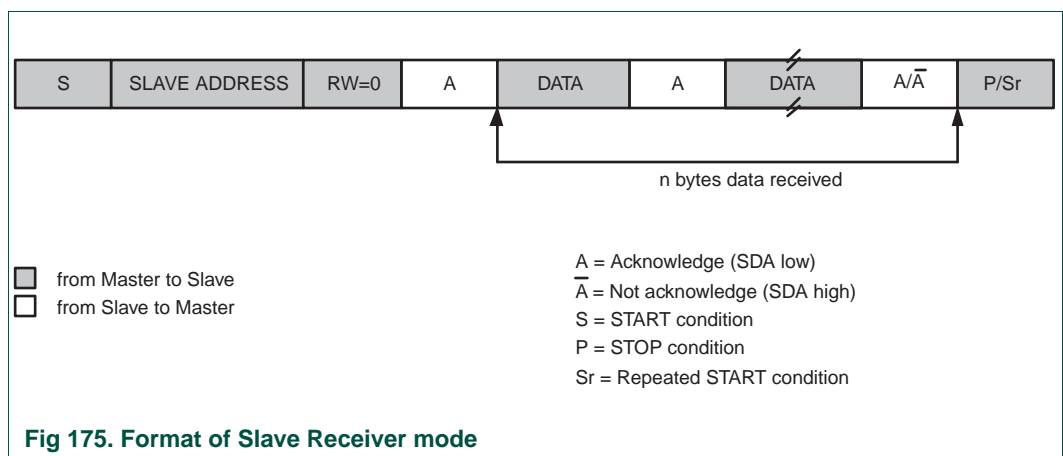 S SLAVE ADDRESS RW=0 A DATA A DATA A/A̅ P/Sr
n bytes data received
from Master to Slave
from Slave to Master
A = Acknowledge (SDA low)
A̅ = Not acknowledge (SDA high)
S = START condition
P = STOP condition
Sr = Repeated START condition
Fig 175. Format of Slave Receiver mode